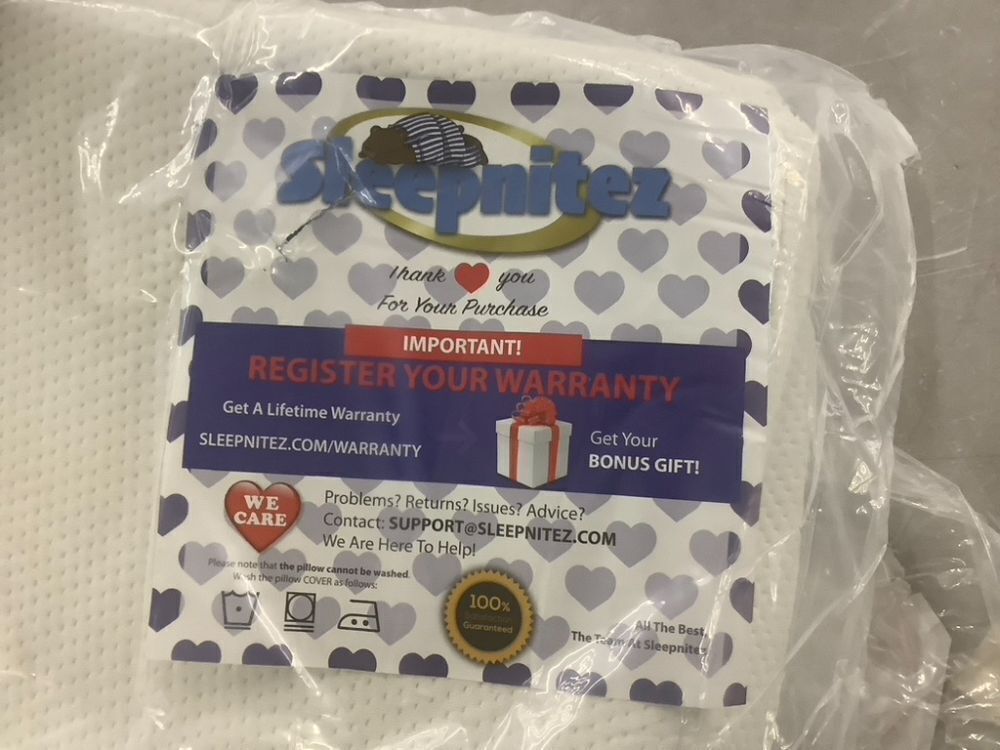 Sleepnitez
Thank you
For Your Purchase
IMPORTANT!
REGISTER YOUR WARRANTY
Get A Lifetime Warranty
SLEEPNITEZ.COM/WARRANTY
Get Your
BONUS GIFT!
WE
CARE
Problems? Returns? Issues? Advice?
Contact: SUPPORT@SLEEPNITEZ.COM
We Are Here To Help!
Please note that the pillow cannot be washed.
Wash the pillow COVER as follows:
100%
Satisfaction
Guaranteed
All The Best,
The Team At Sleepnitez